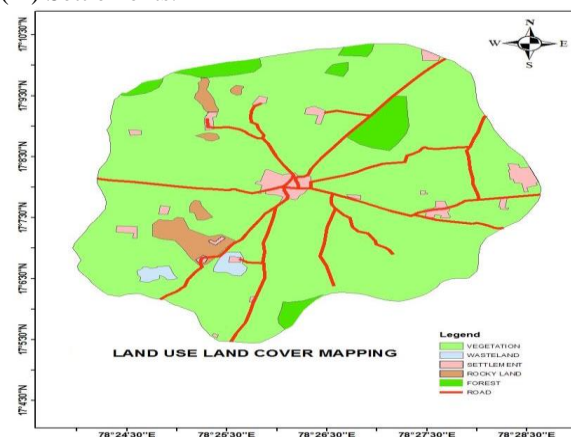 N
W E
S
17°10'30"N
17°9'30"N
17°8'30"N
17°7'30"N
17°6'30"N
17°5'30"N
17°4'30"N
LAND USE LAND COVER MAPPING
Legend
VEGETATION
WASTELAND
SETTLEMENT
ROCKY LAND
FOREST
ROAD
78°24'30"E 78°25'30"E 78°26'30"E 78°27'30"E 78°28'30"E